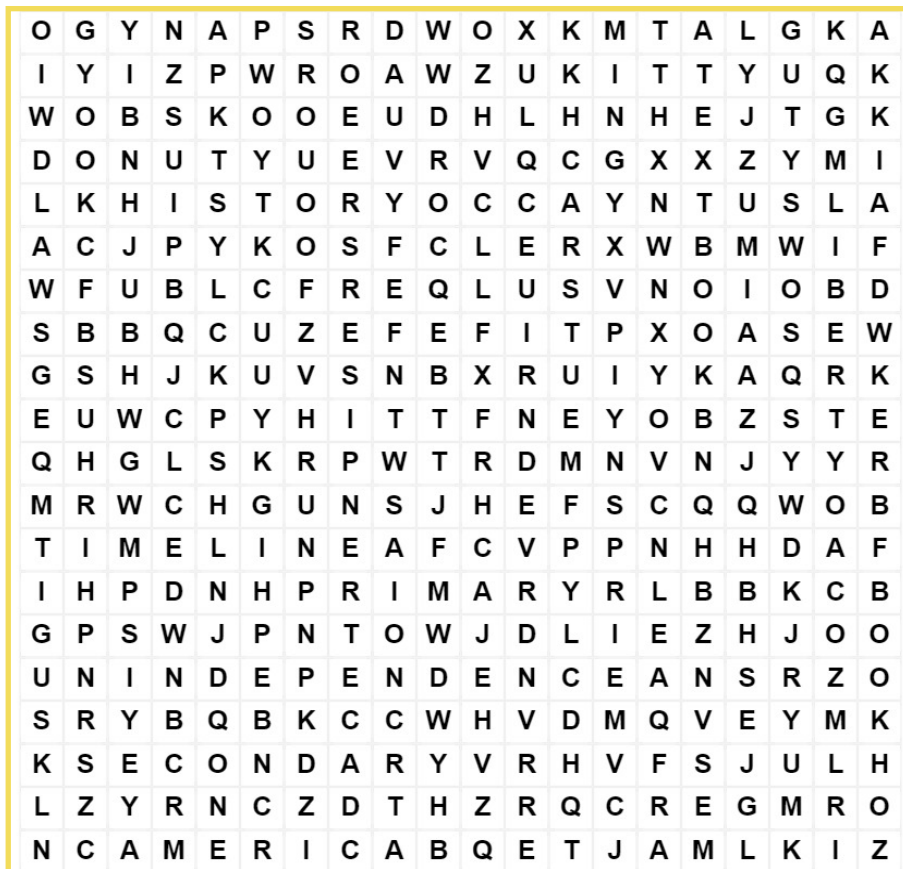 O G Y N A P S R D W O X K M T A L G K A
I Y I Z P W R O A W Z U K I T T Y U Q K
W O B S K O O E U D H L H N H E J T G K
D O N U T Y U E V R V Q C G X X Z Y M I
L K H I S T O R Y O C C A Y N T U S L A
A C J P Y K O S F C L E R X W B M W I F
W F U B L C F R E Q L U S V N O I O B D
S B B Q C U Z E F E F I T P X O A S E W
G S H J K U V S N B X R U I Y K A Q R K
E U W C P Y H I T T F N E Y O B Z S T E
Q H G L S K R P W T R D M N V N J Y Y R
M R W C H G U N S J H E F S C Q Q W O B
T I M E L I N E A F C V P P N H H D A F
I H P D N H P R I M A R Y R L B B K C B
G P S W J P N T O W J D L I E Z H J O O
U N I N D E P E N D E N C E A N S R Z O
S R Y B Q B K C C W H V D M Q V E Y M K
K S E C O N D A R Y V R H V F S J U L H
L Z Y R N C Z D T H Z R Q C R E G M R O
N C A M E R I C A B Q E T J A M L K I Z